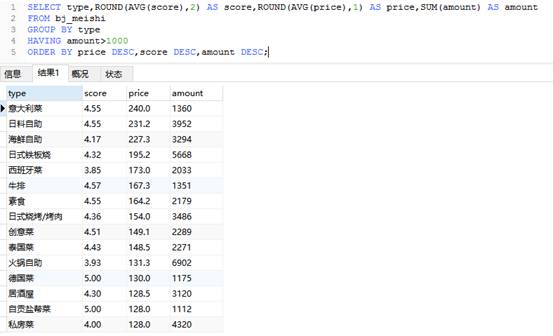 1 SELECT type,ROUND(AVG(score),2) AS score,ROUND(AVG(price),1) AS price,SUM(amount) AS amount
2 FROM bj_meishi
3 GROUP BY type
4 HAVING amount>1000
5 ORDER BY price DESC,score DESC,amount DESC;
信息 结果1 概况 状态
type score price amount
意大利菜 4.55 240.0 1360
日料自助 4.55 231.2 3952
海鲜自助 4.17 227.3 3294
日式铁板烧 4.32 195.2 5668
西班牙菜 3.85 173.0 2033
牛排 4.57 167.3 1351
素食 4.55 164.2 2179
日式烧烤/烤肉 4.36 154.0 3486
创意菜 4.51 149.1 2289
泰国菜 4.43 148.5 2271
火锅自助 3.93 131.3 6902
德国菜 5.00 130.0 1175
居酒屋 4.30 128.5 3120
自贡盐帮菜 5.00 128.0 1112
私房菜 4.00 128.0 4320